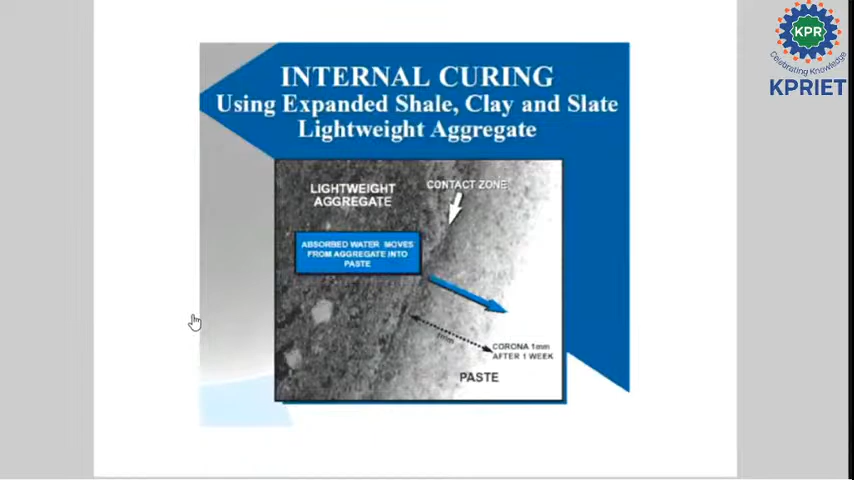 INTERNAL CURING
Using Expanded Shale, Clay and Slate
Lightweight Aggregate
LIGHTWEIGHT
AGGREGATE
CONTACT ZONE
ABSORBED WATER MOVES
FROM AGGREGATE INTO
PASTE
1mm
CORONA 1mm
AFTER 1 WEEK
PASTE
KPR
Celebrating Knowledge
KPRIET